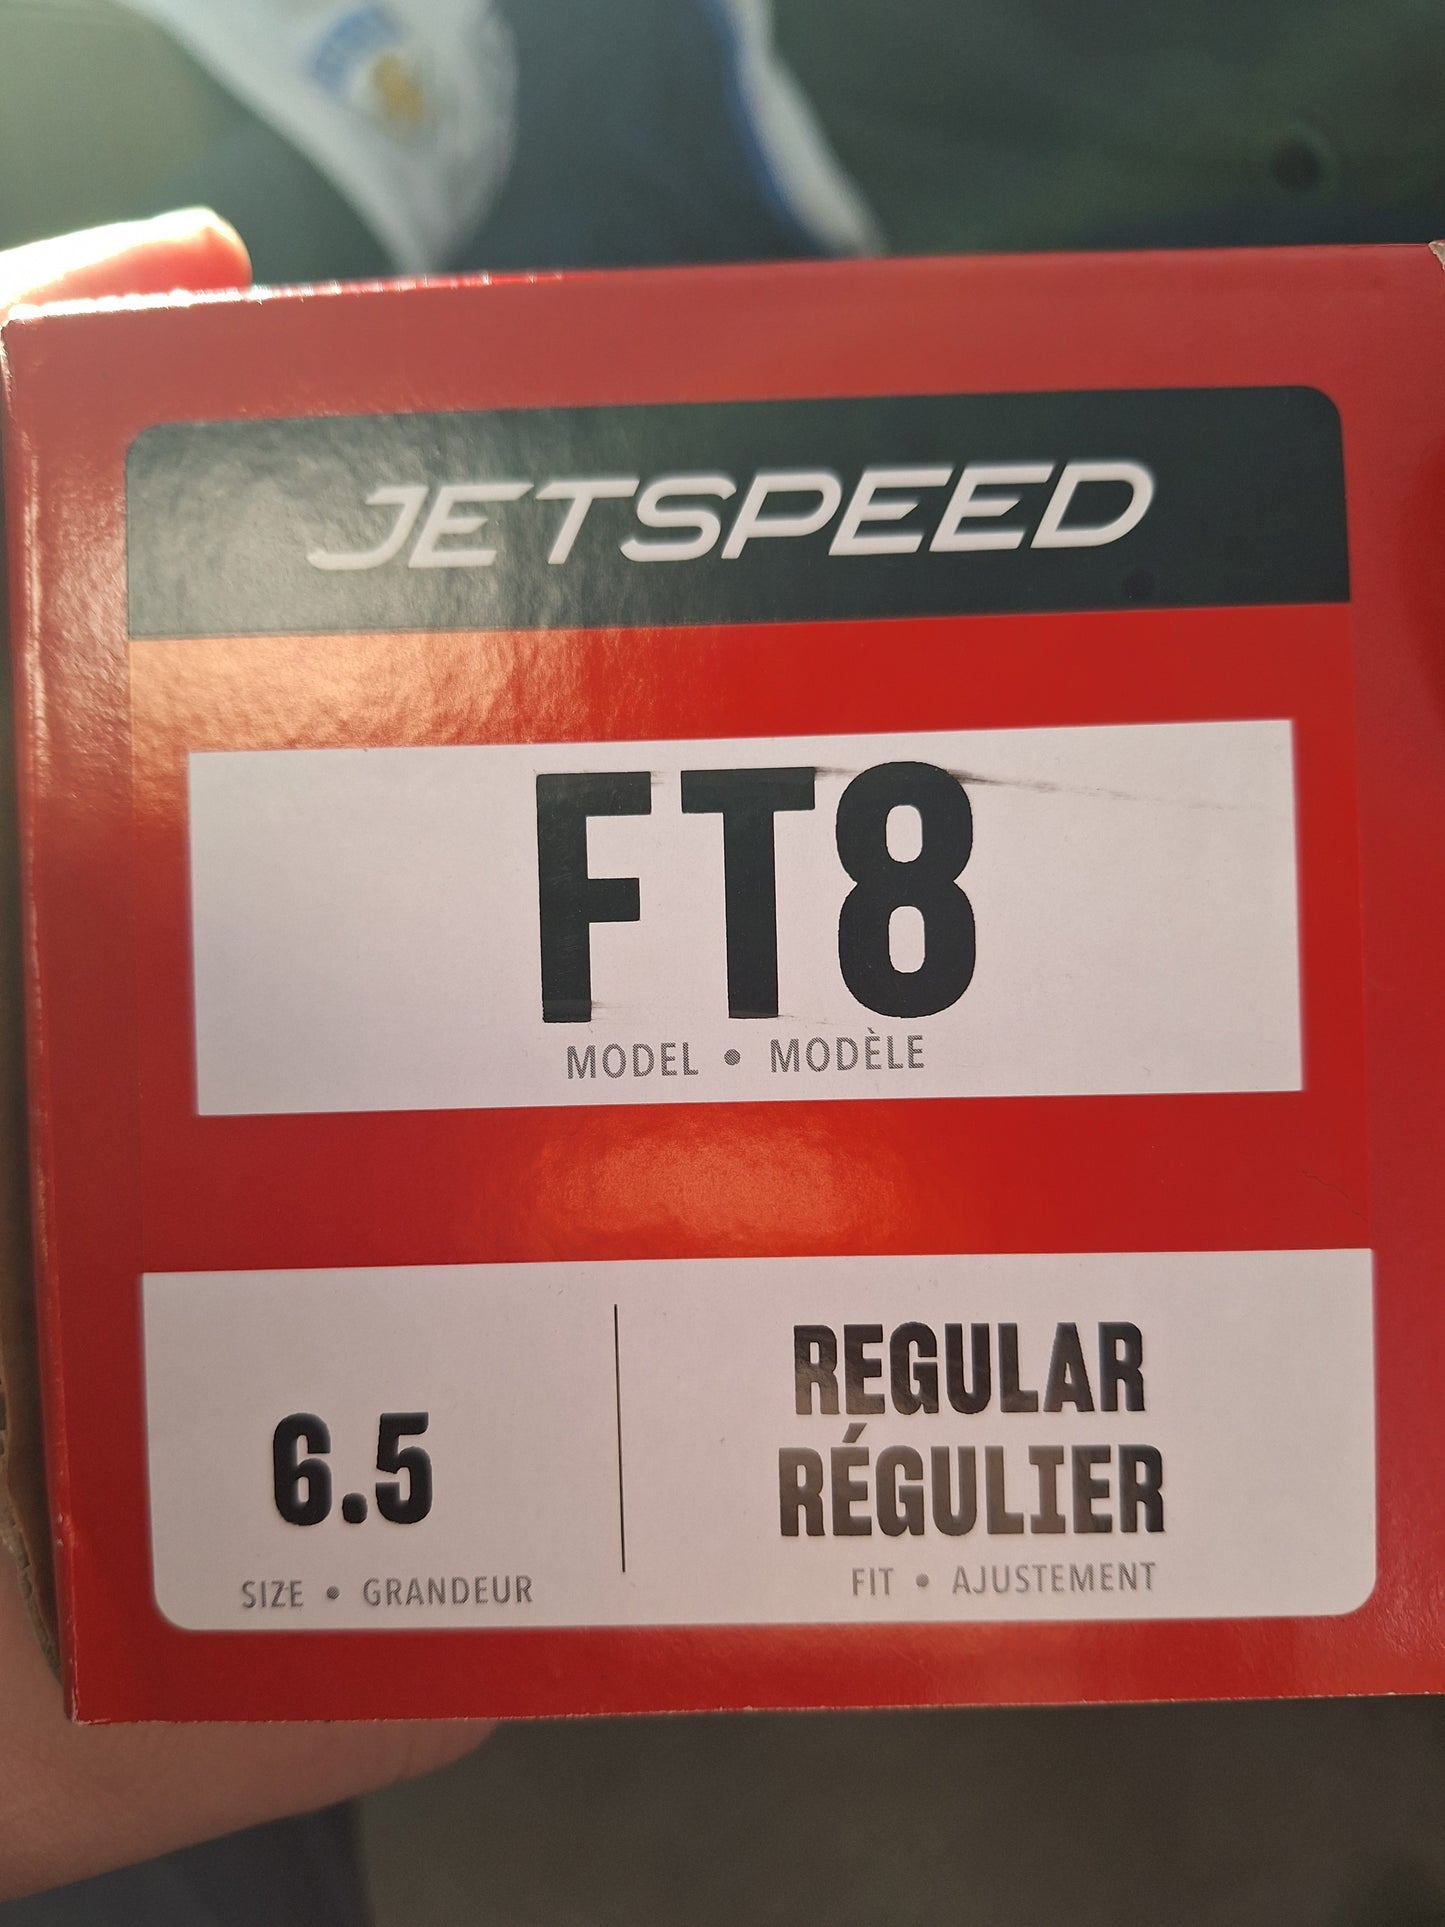 JETSPEED
FT8
MODEL • MODÈLE
6.5
SIZE • GRANDEUR
REGULAR
RÉGULIER
FIT • AJUSTEMENT